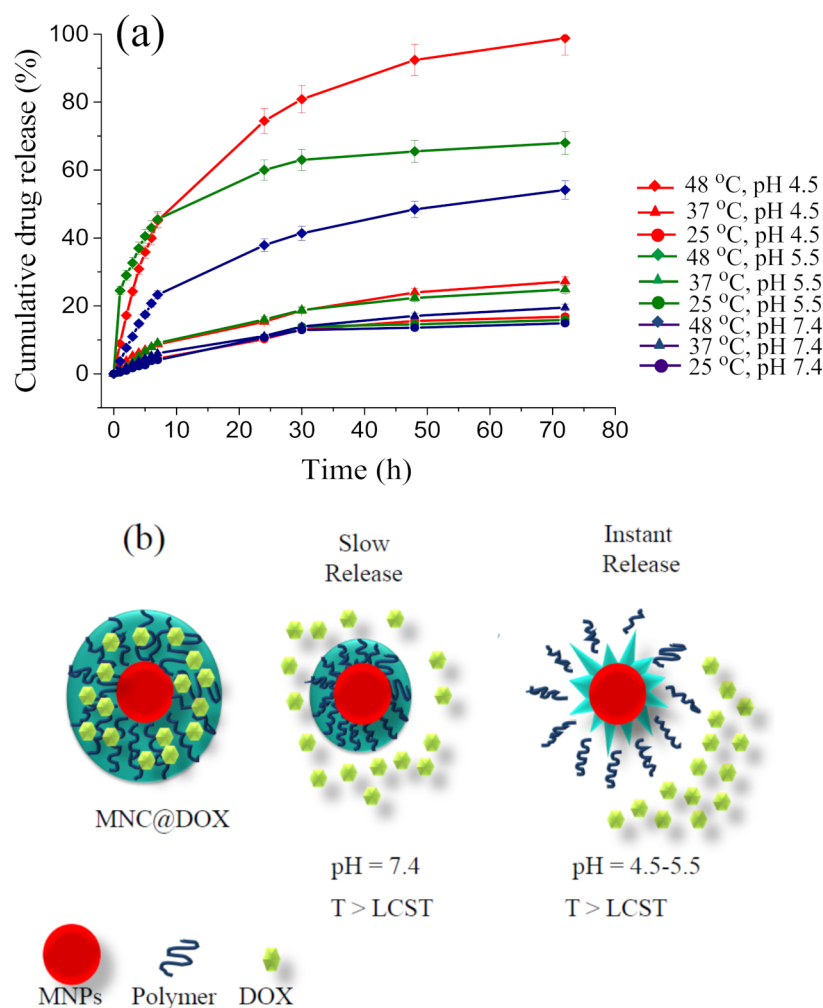 (a)
Cumulative drug release (%)
100
80
60
40
20
0
0 10 20 30 40 50 60 70 80
Time (h)
48 °C, pH 4.5
37 °C, pH 4.5
25 °C, pH 4.5
48 °C, pH 5.5
37 °C, pH 5.5
25 °C, pH 5.5
48 °C, pH 7.4
37 °C, pH 7.4
25 °C, pH 7.4
(b)
Slow
Release
Instant
Release
MNC@DOX
pH = 7.4
T > LCST
pH = 4.5-5.5
T > LCST
MNPs Polymer DOX